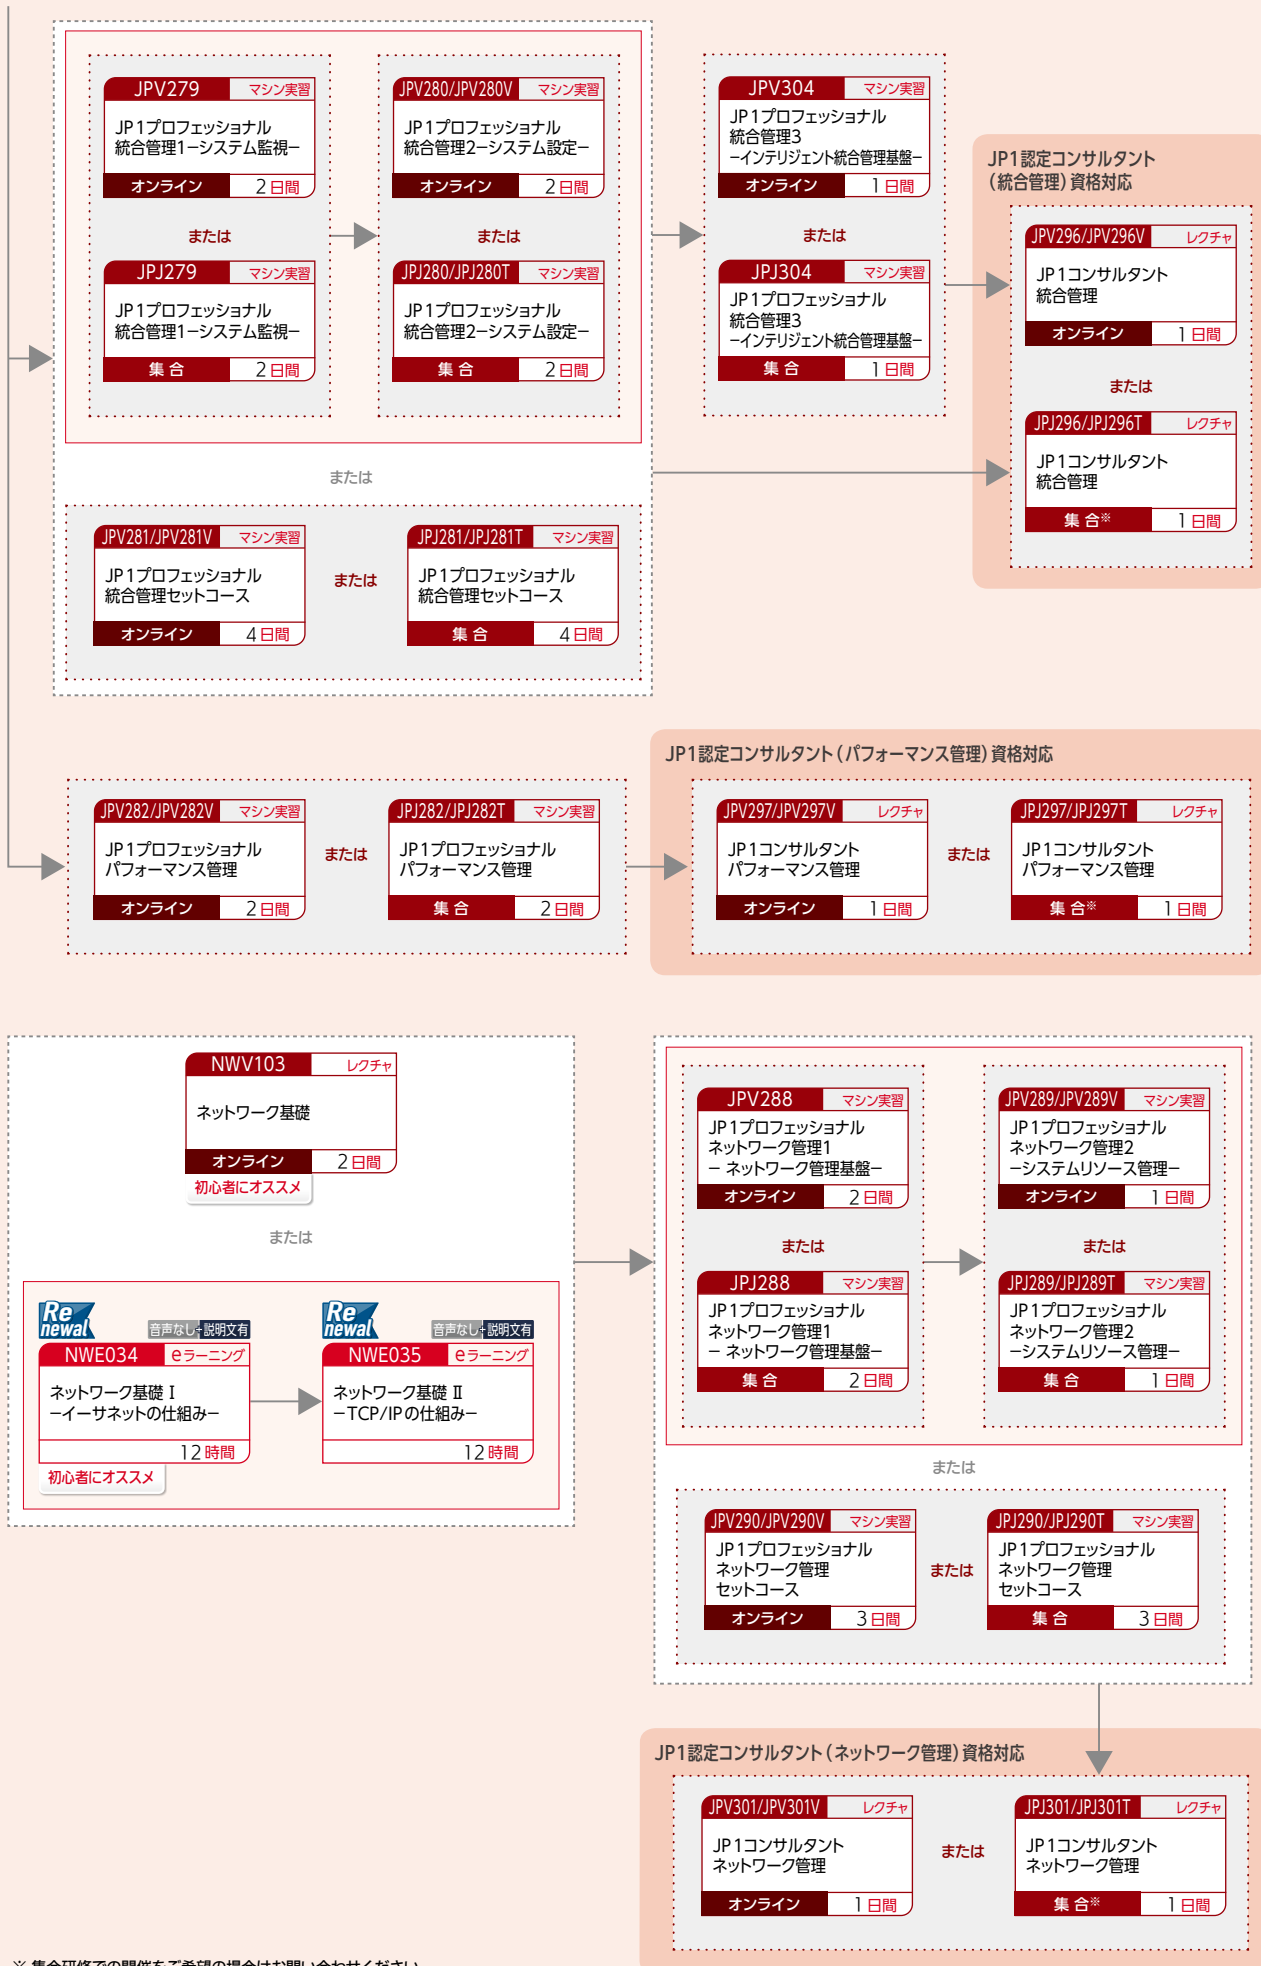 JPV279 マシン実習
JP1プロフェッショナル
統合管理1−システム監視−
オンライン 2日間
または
JPJ279 マシン実習
JP1プロフェッショナル
統合管理1−システム監視−
集合 2日間
JPV280/JPV280V マシン実習
JP1プロフェッショナル
統合管理2−システム設定−
オンライン 2日間
または
JPJ280/JPJ280T マシン実習
JP1プロフェッショナル
統合管理2−システム設定−
集合 2日間
または
JPV281/JPV281V マシン実習
JP1プロフェッショナル
統合管理セットコース
オンライン 4日間
または
JPJ281/JPJ281T マシン実習
JP1プロフェッショナル
統合管理セットコース
集合 4日間
JPV304 マシン実習
JP1プロフェッショナル
統合管理3
−インテリジェント統合管理基盤−
オンライン 1日間
または
JPJ304 マシン実習
JP1プロフェッショナル
統合管理3
−インテリジェント統合管理基盤−
集合 1日間
JP1認定コンサルタント
（統合管理）資格対応
JPV296/JPV296V レクチャ
JP1コンサルタント
統合管理
オンライン 1日間
または
JPJ296/JPJ296T レクチャ
JP1コンサルタント
統合管理
集合※ 1日間
JPV282/JPV282V マシン実習
JP1プロフェッショナル
パフォーマンス管理
オンライン 2日間
または
JPJ282/JPJ282T マシン実習
JP1プロフェッショナル
パフォーマンス管理
集合 2日間
JP1認定コンサルタント（パフォーマンス管理）資格対応
JPV297/JPV297V レクチャ
JP1コンサルタント
パフォーマンス管理
オンライン 1日間
または
JPJ297/JPJ297T レクチャ
JP1コンサルタント
パフォーマンス管理
集合※ 1日間
NWV103 レクチャ
ネットワーク基礎
オンライン 2日間
初心者にオススメ
または
Re
newal
音声なし+説明文有
NWE034 eラーニング
ネットワーク基礎 I
−イーサネットの仕組み−
12時間
初心者にオススメ
Re
newal
音声なし+説明文有
NWE035 eラーニング
ネットワーク基礎 II
−TCP/IPの仕組み−
12時間
JPV288 マシン実習
JP1プロフェッショナル
ネットワーク管理1
− ネットワーク管理基盤−
オンライン 2日間
または
JPJ288 マシン実習
JP1プロフェッショナル
ネットワーク管理1
− ネットワーク管理基盤−
集合 2日間
JPV289/JPV289V マシン実習
JP1プロフェッショナル
ネットワーク管理2
−システムリソース管理−
オンライン 1日間
または
JPJ289/JPJ289T マシン実習
JP1プロフェッショナル
ネットワーク管理2
−システムリソース管理−
集合 1日間
または
JPV290/JPV290V マシン実習
JP1プロフェッショナル
ネットワーク管理
セットコース
オンライン 3日間
または
JPJ290/JPJ290T マシン実習
JP1プロフェッショナル
ネットワーク管理
セットコース
集合 3日間
JP1認定コンサルタント（ネットワーク管理）資格対応
JPV301/JPV301V レクチャ
JP1コンサルタント
ネットワーク管理
オンライン 1日間
または
JPJ301/JPJ301T レクチャ
JP1コンサルタント
ネットワーク管理
集合※ 1日間
※ 集合研修での開催をご希望の場合はお問い合わせください